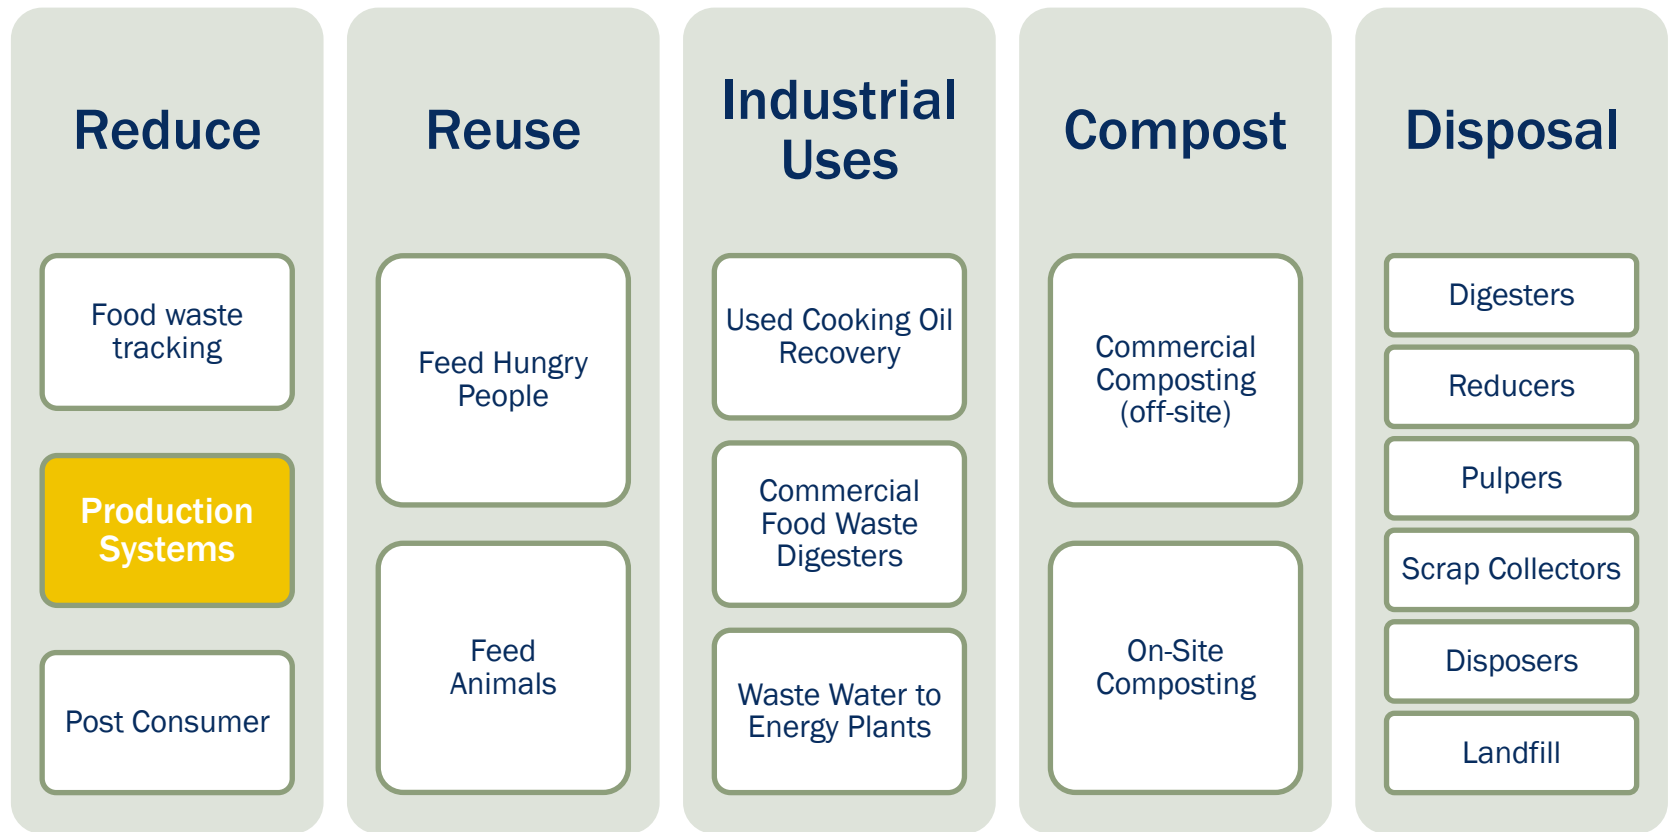 Reduce
Food waste
tracking
Production
Systems
Post Consumer
Reuse
Feed Hungry
People
Feed
Animals
Industrial
Uses
Used Cooking Oil
Recovery
Commercial
Food Waste
Digesters
Waste Water to
Energy Plants
Compost
Commercial
Composting
(off-site)
On-Site
Composting
Disposal
Digesters
Reducers
Pulpers
Scrap Collectors
Disposers
Landfill